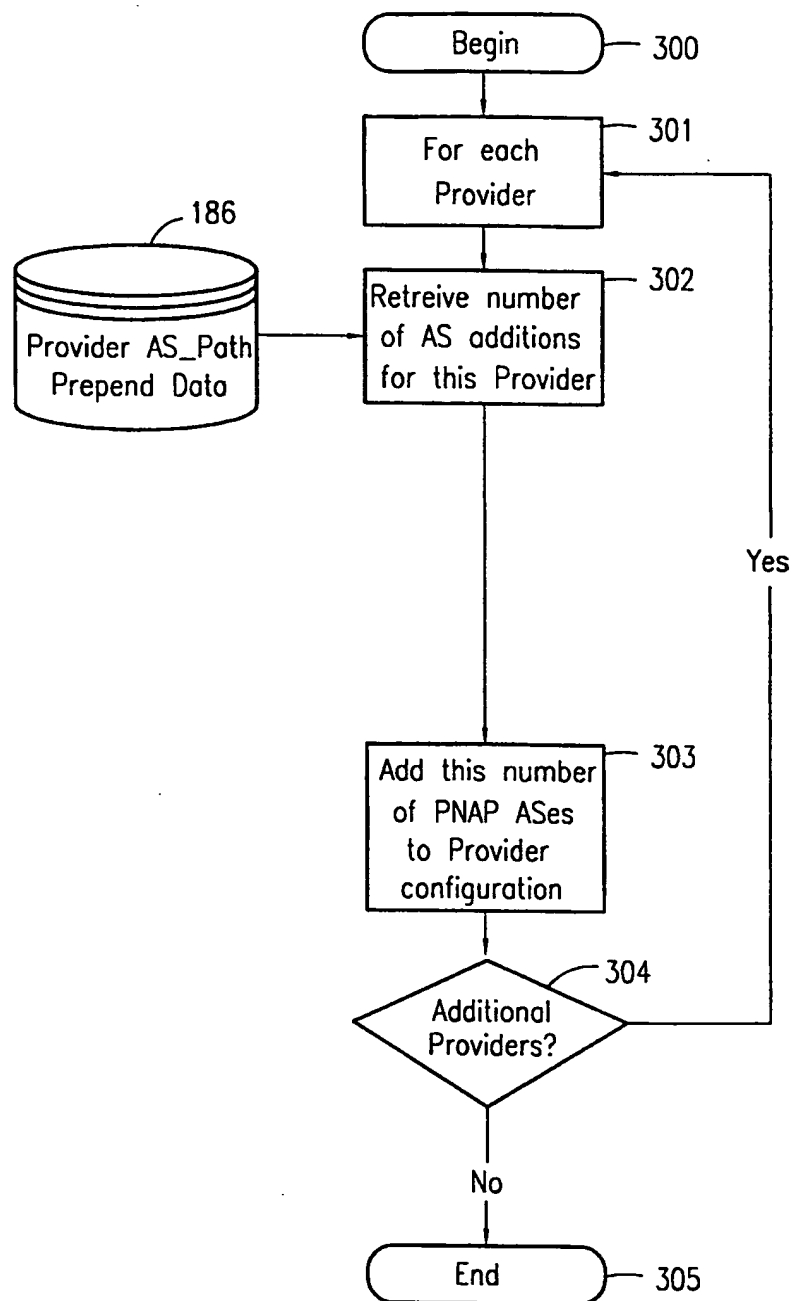 Begin
300
301
For each
Provider
186
302
Retreive number
of AS additions
for this Provider
Provider AS_Path
Prepend Data
Yes
303
Add this number
of PNAP ASes
to Provider
configuration
304
Additional
Providers?
No
End
305